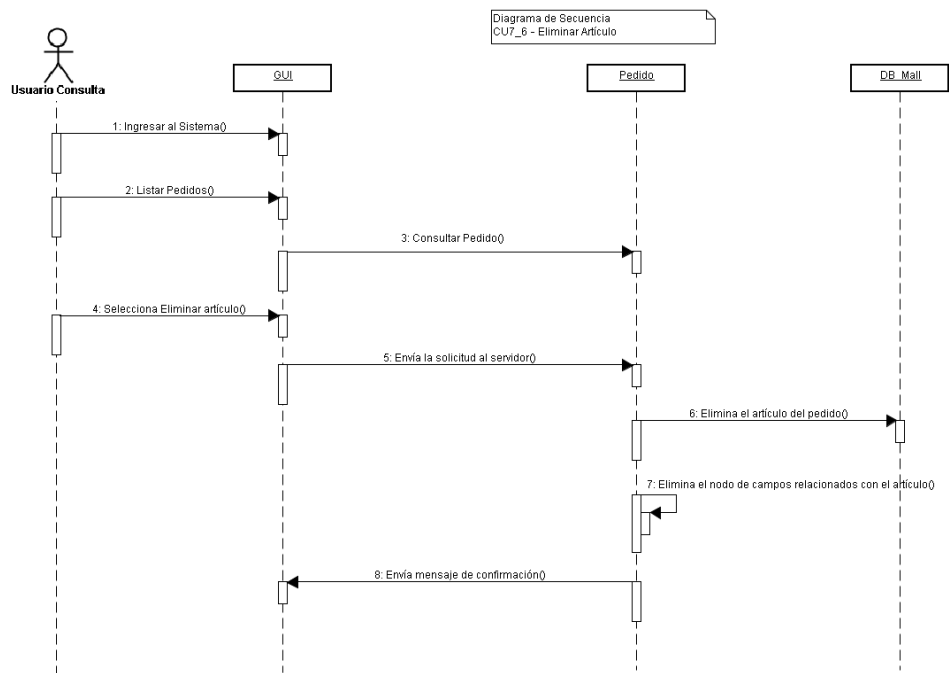 Diagrama de Secuencia
CU7_6 - Eliminar Artículo
Usuario Consulta
GUI
Pedido
DB_Mall
1: Ingresar al Sistema()
2: Listar Pedidos()
3: Consultar Pedido()
4: Selecciona Eliminar artículo()
5: Envía la solicitud al servidor()
6: Elimina el artículo del pedido()
7: Elimina el nodo de campos relacionados con el artículo()
8: Envía mensaje de confirmación()